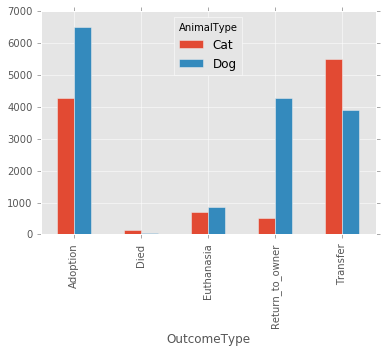 7000
6000
5000
4000
3000
2000
1000
0
AnimalType
Cat
Dog
Adoption
Died
Euthanasia
Return_to_owner
Transfer
OutcomeType